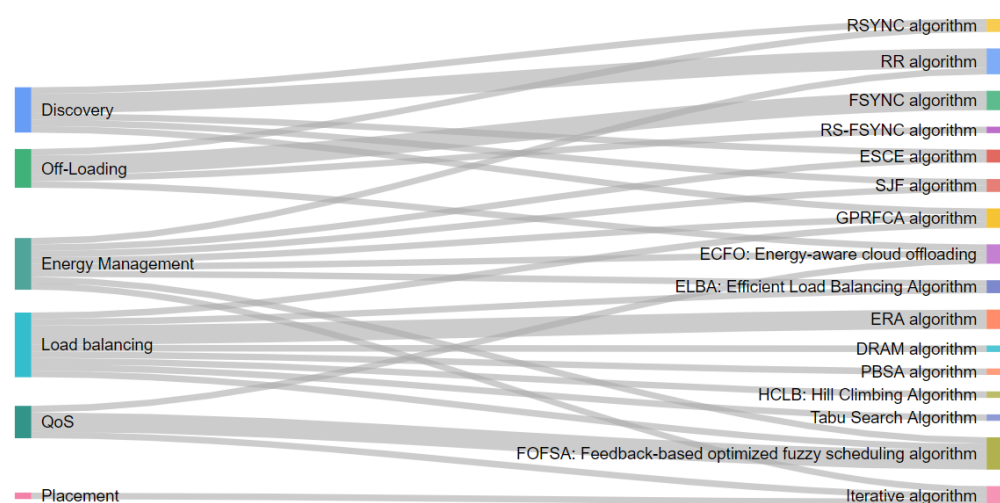 Discovery
Off-Loading
Energy Management
Load balancing
QoS
Placement
RSYNC algorithm
RR algorithm
FSYNC algorithm
RS-FSYNC algorithm
ESCE algorithm
SJF algorithm
GPRFCA algorithm
ECFO: Energy-aware cloud offloading
ELBA: Efficient Load Balancing Algorithm
ERA algorithm
DRAM algorithm
PBSA algorithm
HCLB: Hill Climbing Algorithm
Tabu Search Algorithm
FOFSA: Feedback-based optimized fuzzy scheduling algorithm
Iterative algorithm